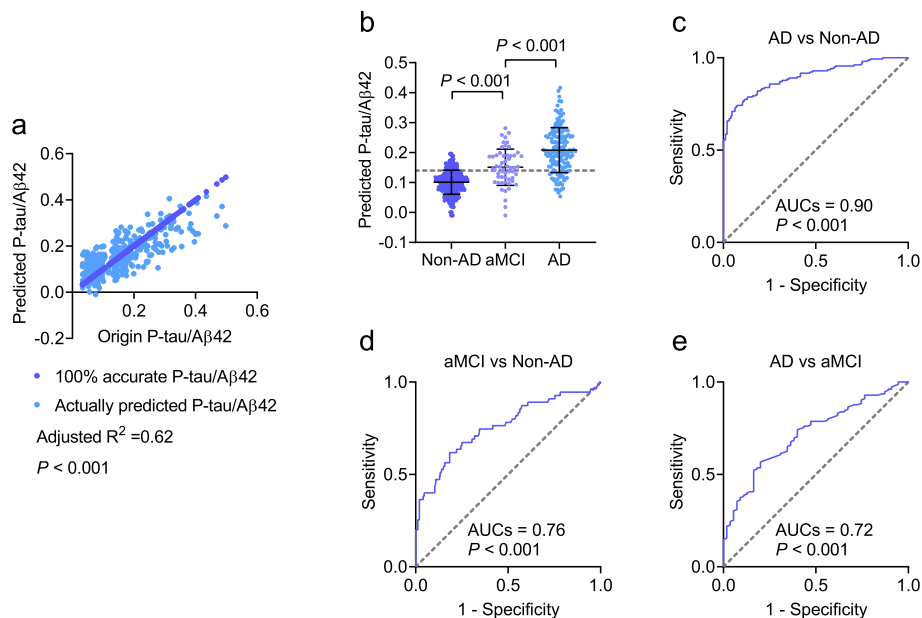 a
Predicted P-tau/Aβ42
0.6
0.4
0.2
0.0
-0.2
0.2
0.4
0.6
Origin P-tau/Aβ42
100% accurate P-tau/Aβ42
Actually predicted P-tau/Aβ42
Adjusted R² =0.62
P < 0.001
b
P < 0.001
P < 0.001
Predicted P-tau/Aβ42
0.5
0.4
0.3
0.2
0.1
0.0
-0.1
Non-AD
aMCI
AD
c
AD vs Non-AD
Sensitivity
1.0
0.5
0.0
AUCs = 0.90
P < 0.001
0.0
0.5
1.0
1 - Specificity
d
aMCI vs Non-AD
Sensitivity
1.0
0.5
0.0
AUCs = 0.76
P < 0.001
0.0
0.5
1.0
1 - Specificity
e
AD vs aMCI
Sensitivity
1.0
0.5
0.0
AUCs = 0.72
P < 0.001
0.0
0.5
1.0
1 - Specificity